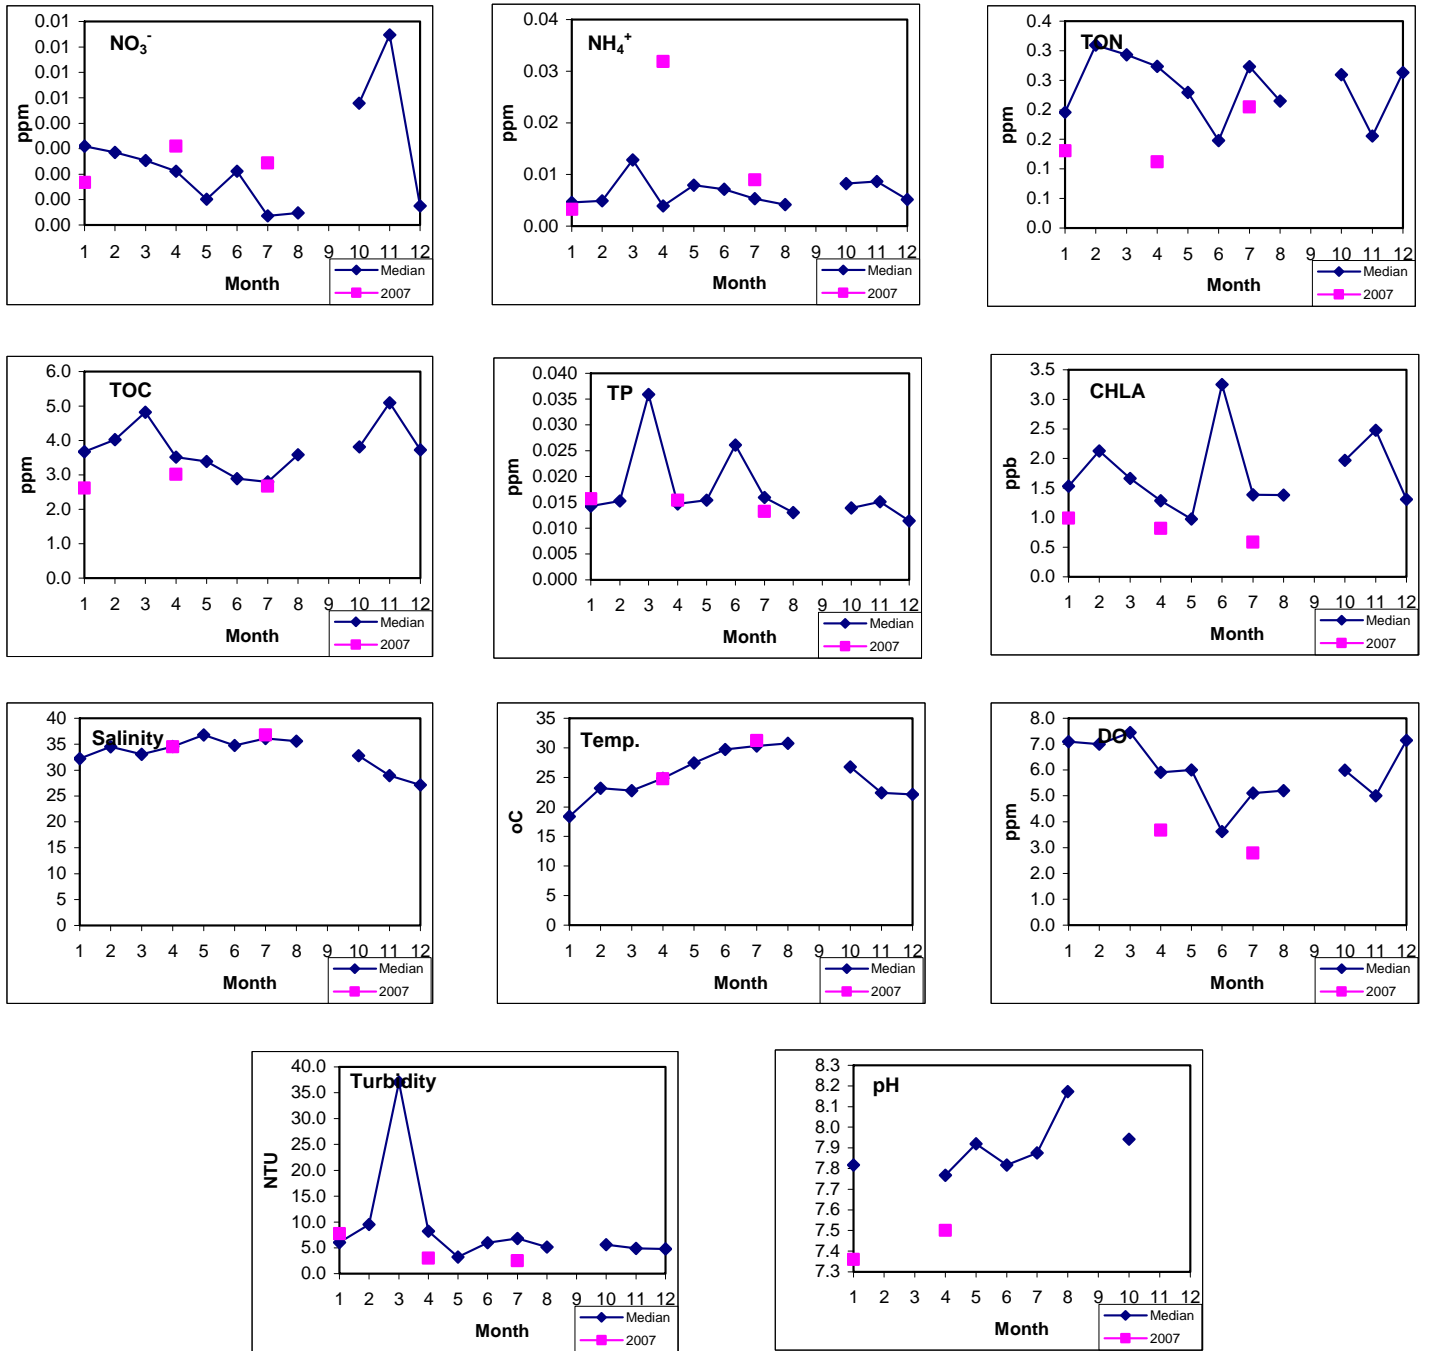 NO3-
ppm
0.01
0.01
0.01
0.01
0.00
0.00
0.00
0.00
0.00
1 2 3 4 5 6 7 8 9 10 11 12
Month
Median
2007
NH4+
ppm
0.04
0.03
0.02
0.01
0.00
1 2 3 4 5 6 7 8 9 10 11 12
Month
Median
2007
TON
ppm
0.4
0.3
0.3
0.2
0.2
0.1
0.1
0.0
1 2 3 4 5 6 7 8 9 10 11 12
Month
Median
2007
TOC
ppm
6.0
5.0
4.0
3.0
2.0
1.0
0.0
1 2 3 4 5 6 7 8 9 10 11 12
Month
Median
2007
TP
ppm
0.040
0.035
0.030
0.025
0.020
0.015
0.010
0.005
0.000
1 2 3 4 5 6 7 8 9 10 11 12
Month
Median
2007
CHLA
ppb
3.5
3.0
2.5
2.0
1.5
1.0
0.5
0.0
1 2 3 4 5 6 7 8 9 10 11 12
Month
Median
2007
Salinity
40
35
30
25
20
15
10
5
0
1 2 3 4 5 6 7 8 9 10 11 12
Month
Median
2007
Temp.
oC
35
30
25
20
15
10
5
0
1 2 3 4 5 6 7 8 9 10 11 12
Month
Median
2007
DO
ppm
8.0
7.0
6.0
5.0
4.0
3.0
2.0
1.0
0.0
1 2 3 4 5 6 7 8 9 10 11 12
Month
Median
2007
Turbidity
NTU
40.0
35.0
30.0
25.0
20.0
15.0
10.0
5.0
0.0
1 2 3 4 5 6 7 8 9 10 11 12
Month
Median
2007
pH
8.3
8.2
8.1
8.0
7.9
7.8
7.7
7.6
7.5
7.4
7.3
1 2 3 4 5 6 7 8 9 10 11 12
Month
Median
2007